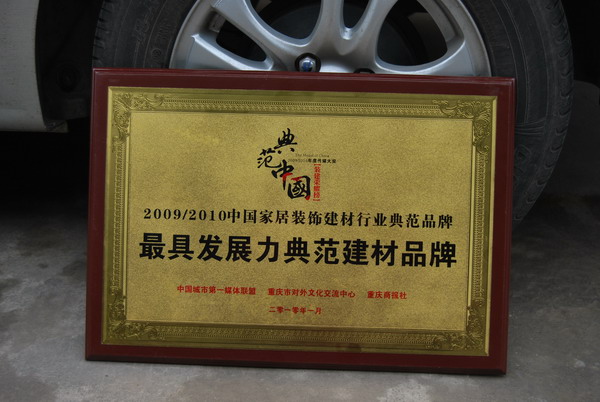 典范中國
2009/2010中国家居装饰建材行业典范品牌
最具发展力典范建材品牌
中国城市第一媒体联盟 重庆市对外文化交流中心 重庆商报社
二零一零年一月